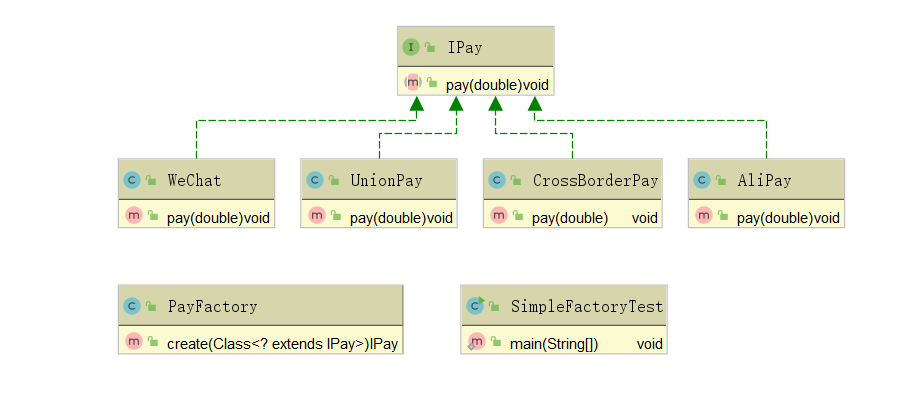 IPay
pay(double)void
WeChat
pay(double)void
UnionPay
pay(double)void
CrossBorderPay
pay(double) void
AliPay
pay(double)void
PayFactory
create(Class<? extends IPay>)IPay
SimpleFactoryTest
main(String[]) void